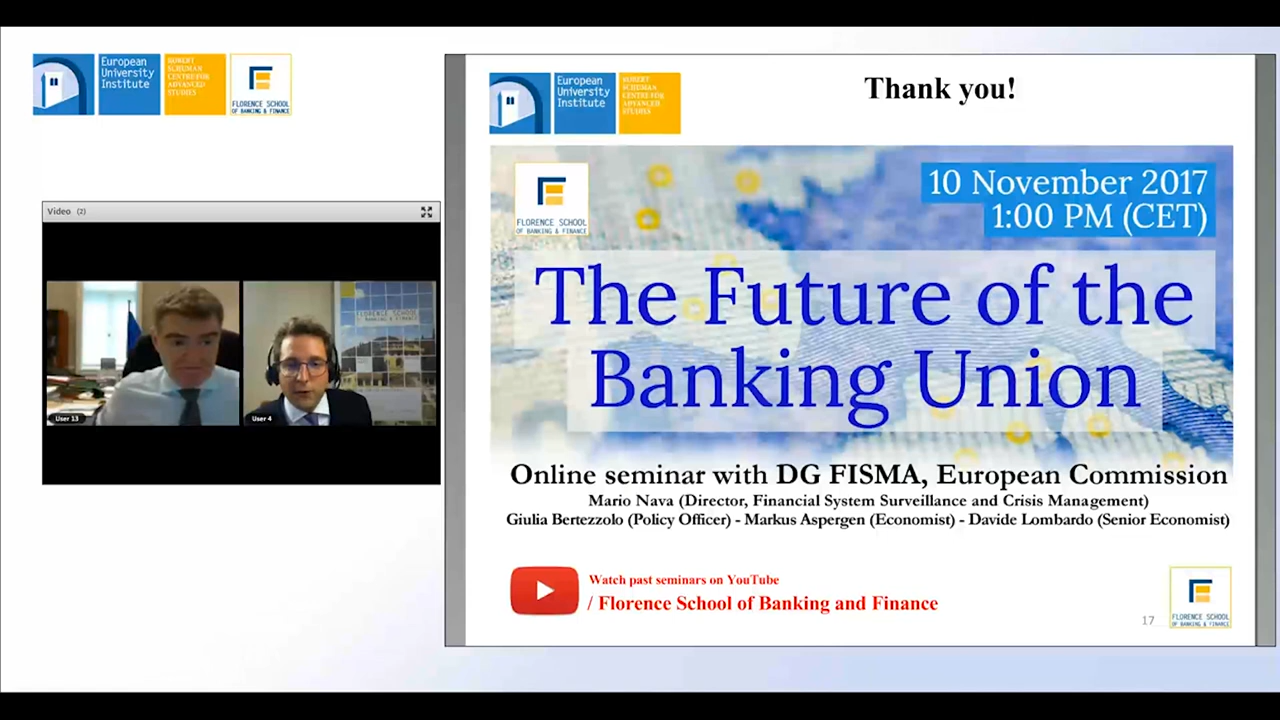 European
University
Institute
ROBERT
SCHUMAN
CENTRE FOR
ADVANCED
STUDIES
FLORENCE SCHOOL
OF BANKING & FINANCE
Video (2)
FLORENCE SCHOOL
OF BANKING & FINANCE
User 13
User 4
European
University
Institute
ROBERT
SCHUMAN
CENTRE FOR
ADVANCED
STUDIES
Thank you!
FLORENCE SCHOOL
OF BANKING & FINANCE
10 November 2017
1:00 PM (CET)
The Future of the
Banking Union
Online seminar with DG FISMA, European Commission
Mario Nava (Director, Financial System Surveillance and Crisis Management)
Giulia Bertezzolo (Policy Officer) - Markus Aspergen (Economist) - Davide Lombardo (Senior Economist)
Watch past seminars on YouTube
/ Florence School of Banking and Finance
17
FLORENCE SCHOOL
OF BANKING & FINANCE